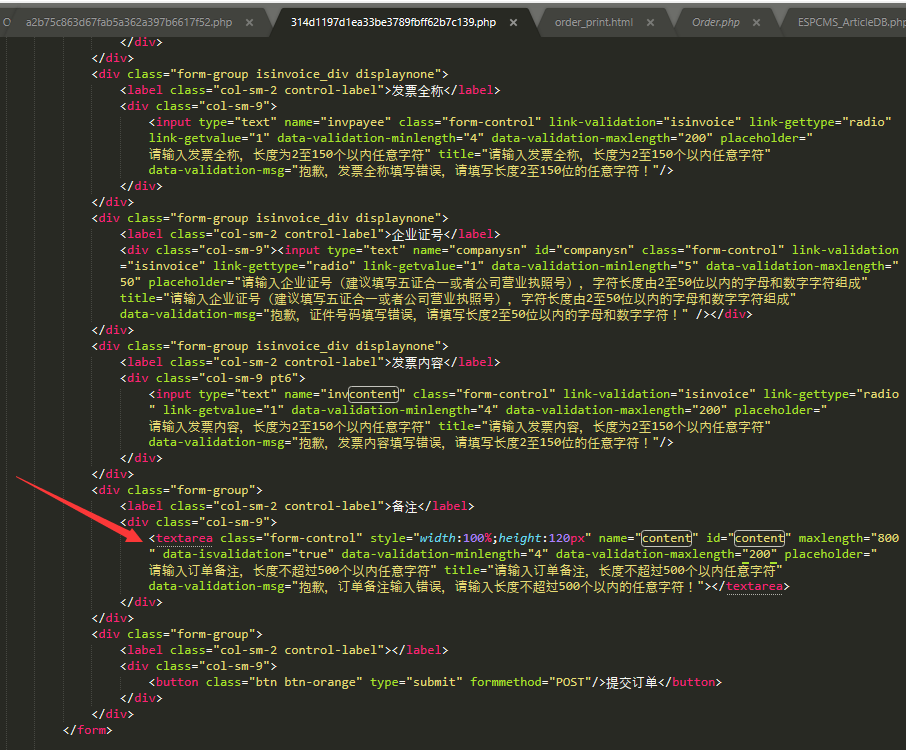 a2b75c863d67fab5a362a397b6617f52.php × 314d1197d1ea33be3789fbff62b7c139.php × order_print.html × Order.php × ESPCMS_ArticleDB.php
</div>
</div>
<div class="form-group isinvoice_div displaynone">
<label class="col-sm-2 control-label">发票全称</label>
<div class="col-sm-9">
<input type="text" name="invpayee" class="form-control" link-validation="isinvoice" link-gettype="radio"
link-getvalue="1" data-validation-minlength="4" data-validation-maxlength="200" placeholder="
请输入发票全称, 长度为2至150个以内任意字符" title="请输入发票全称, 长度为2至150个以内任意字符"
data-validation-msg="抱歉, 发票全称填写错误, 请填写长度2至150位的任意字符！"/>
</div>
</div>
<div class="form-group isinvoice_div displaynone">
<label class="col-sm-2 control-label">企业证号</label>
<div class="col-sm-9"><input type="text" name="companysn" id="companysn" class="form-control" link-validation
="isinvoice" link-gettype="radio" link-getvalue="1" data-validation-minlength="5" data-validation-maxlength="
50" placeholder="请输入企业证号（建议填写五证合一或者公司营业执照号）, 字符长度由2至50位以内的字母和数字字符组成"
title="请输入企业证号（建议填写五证合一或者公司营业执照号）, 字符长度由2至50位以内的字母和数字字符组成"
data-validation-msg="抱歉, 证件号码填写错误, 请填写长度2至50位以内的字母和数字字符！" /></div>
</div>
<div class="form-group isinvoice_div displaynone">
<label class="col-sm-2 control-label">发票内容</label>
<div class="col-sm-9 pt6">
<input type="text" name="invcontent" class="form-control" link-validation="isinvoice" link-gettype="radio
" link-getvalue="1" data-validation-minlength="4" data-validation-maxlength="200" placeholder="
请输入发票内容, 长度为2至150个以内任意字符" title="请输入发票内容, 长度为2至150个以内任意字符"
data-validation-msg="抱歉, 发票内容填写错误, 请填写长度2至150位的任意字符！"/>
</div>
</div>
<div class="form-group">
<label class="col-sm-2 control-label">备注</label>
<div class="col-sm-9">
<textarea class="form-control" style="width:100%;height:120px" name="content" id="content" maxlength="800
" data-isvalidation="true" data-validation-minlength="4" data-validation-maxlength="200" placeholder="
请输入订单备注, 长度不超过500个以内任意字符" title="请输入订单备注, 长度不超过500个以内任意字符"
data-validation-msg="抱歉, 订单备注输入错误, 请输入长度不超过500个以内的任意字符！"></textarea>
</div>
</div>
<div class="form-group">
<label class="col-sm-2 control-label"></label>
<div class="col-sm-9">
<button class="btn btn-orange" type="submit" formmethod="POST"/>提交订单</button>
</div>
</div>
</form>